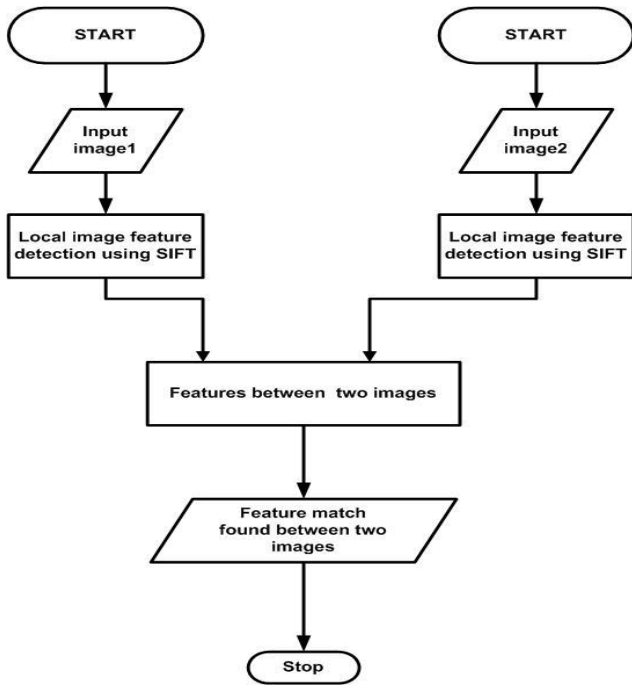 START
START
Input
image1
Input
image2
Local image feature
detection using SIFT
Local image feature
detection using SIFT
Features between two images
Feature match
found between two
images
Stop